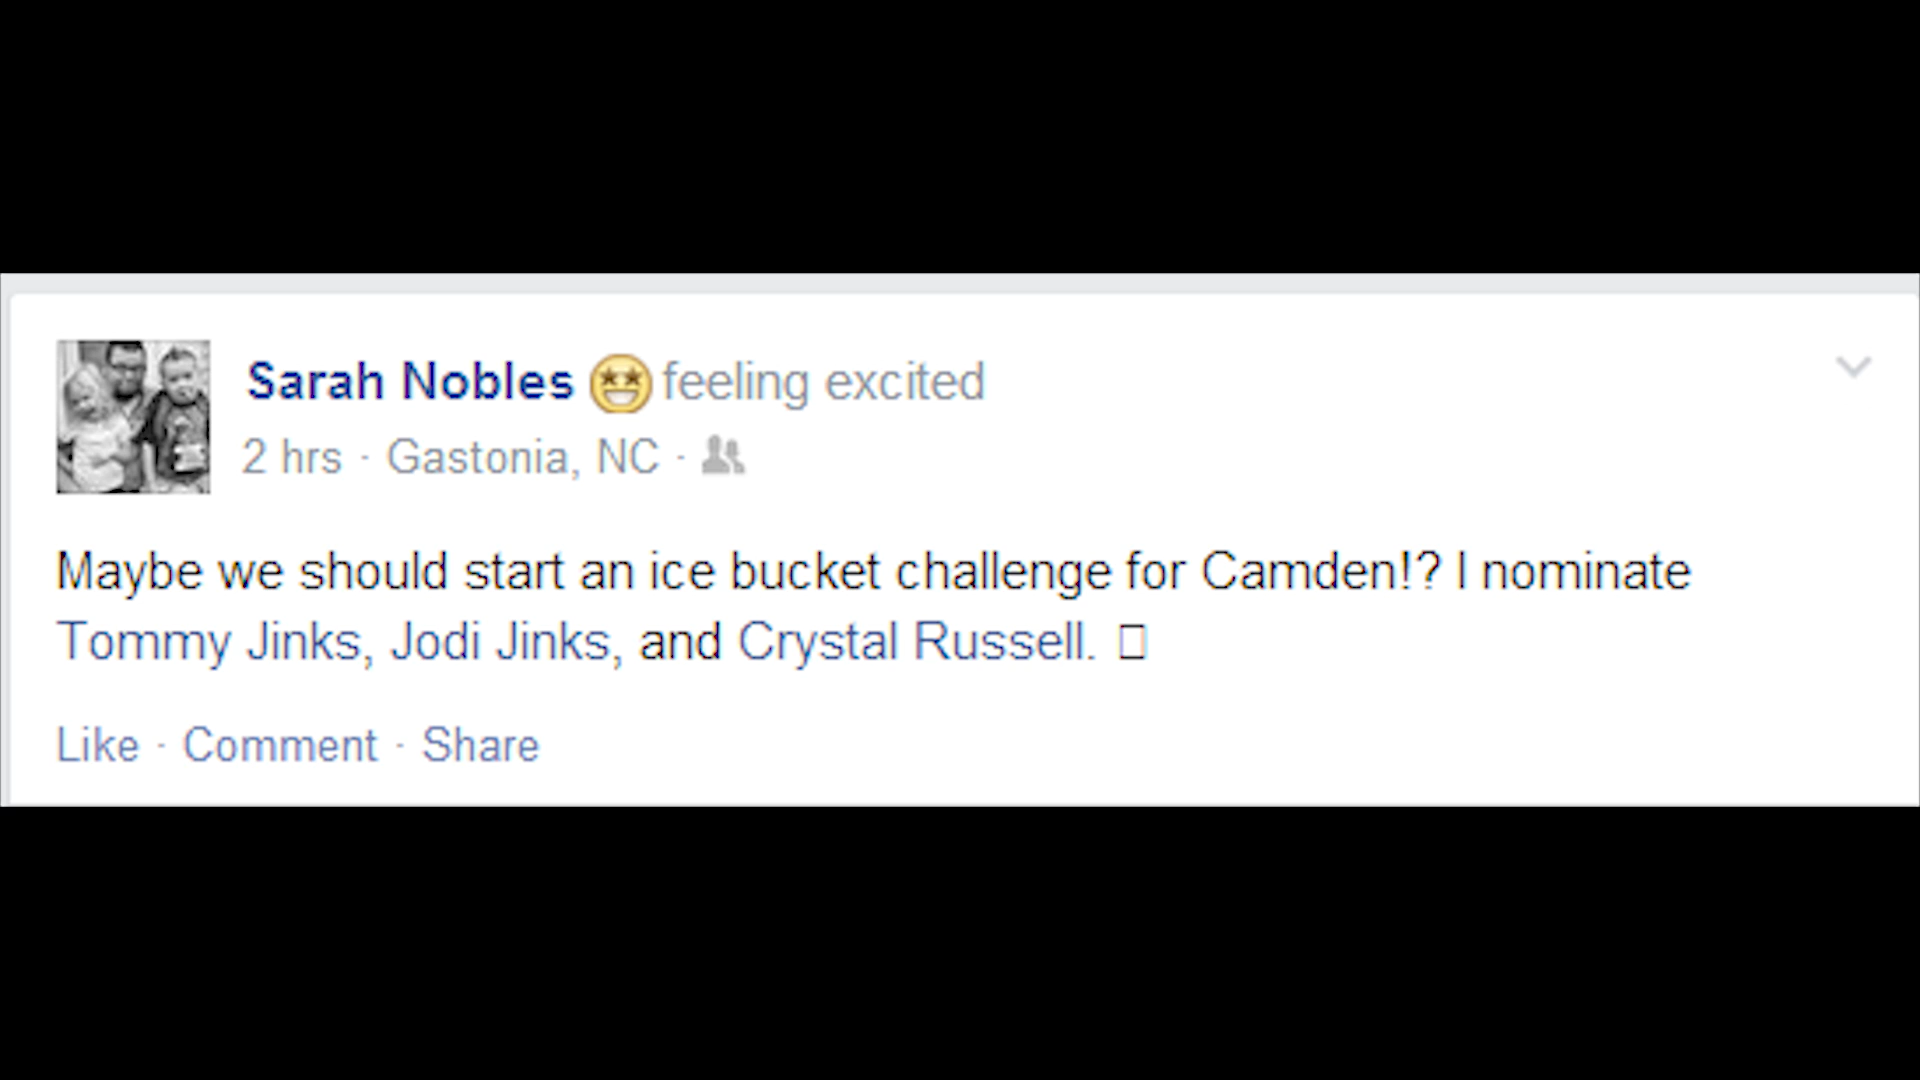 Sarah Nobles feeling excited
2 hrs · Gastonia, NC ·
Maybe we should start an ice bucket challenge for Camden!? I nominate
Tommy Jinks, Jodi Jinks, and Crystal Russell. 
Like · Comment · Share